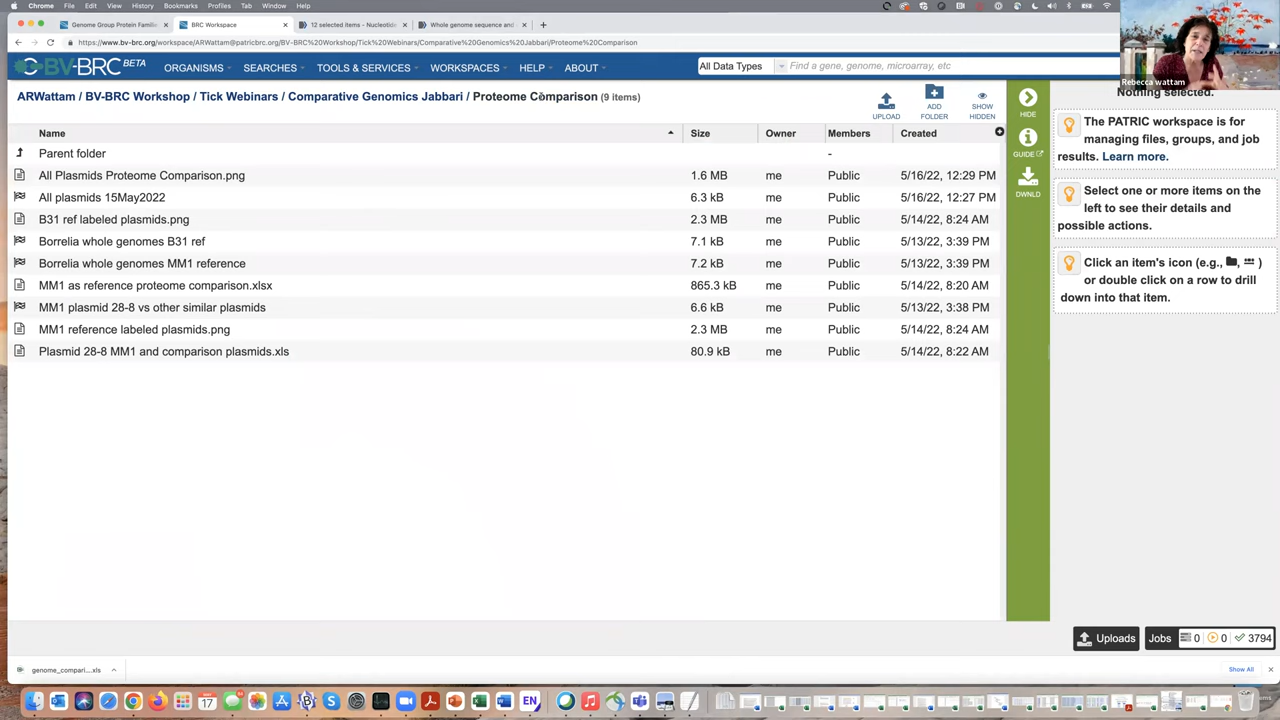 Chrome File Edit View History Bookmarks Profiles Tab Window Help
Genome Group Protein Familie × BRC Workspace × 12 selected items - Nucleotide × Whole genome sequence and × +
https://www.bv-brc.org/workspace/ARWattam@patricbrc.org/BV-BRC%20Workshop/Tick%20Webinars/Comparative%20Genomics%20Jabbari/Proteome%20Comparison
BV-BRC BETA ORGANISMS SEARCHES TOOLS & SERVICES WORKSPACES HELP ABOUT All Data Types Find a gene, genome, microarray, etc
Rebecca wattam
ARWattam / BV-BRC Workshop / Tick Webinars / Comparative Genomics Jabbari / Proteome Comparison (9 items)
UPLOAD ADD FOLDER SHOW HIDDEN
HIDE
GUIDE
DWNLD
Name Size Owner Members Created
Parent folder -
All Plasmids Proteome Comparison.png 1.6 MB me Public 5/16/22, 12:29 PM
All plasmids 15May2022 6.3 kB me Public 5/16/22, 12:27 PM
B31 ref labeled plasmids.png 2.3 MB me Public 5/14/22, 8:24 AM
Borrelia whole genomes B31 ref 7.1 kB me Public 5/13/22, 3:39 PM
Borrelia whole genomes MM1 reference 7.2 kB me Public 5/13/22, 3:39 PM
MM1 as reference proteome comparison.xlsx 865.3 kB me Public 5/14/22, 8:20 AM
MM1 plasmid 28-8 vs other similar plasmids 6.6 kB me Public 5/13/22, 3:38 PM
MM1 reference labeled plasmids.png 2.3 MB me Public 5/14/22, 8:24 AM
Plasmid 28-8 MM1 and comparison plasmids.xls 80.9 kB me Public 5/14/22, 8:22 AM
Nothing selected.
The PATRIC workspace is for
managing files, groups, and job
results. Learn more.
Select one or more items on the
left to see their details and
possible actions.
Click an item's icon (e.g., , )
or double click on a row to drill
down into that item.
Uploads Jobs 0 0 3794
genome_compari....xls Show All
17 EN